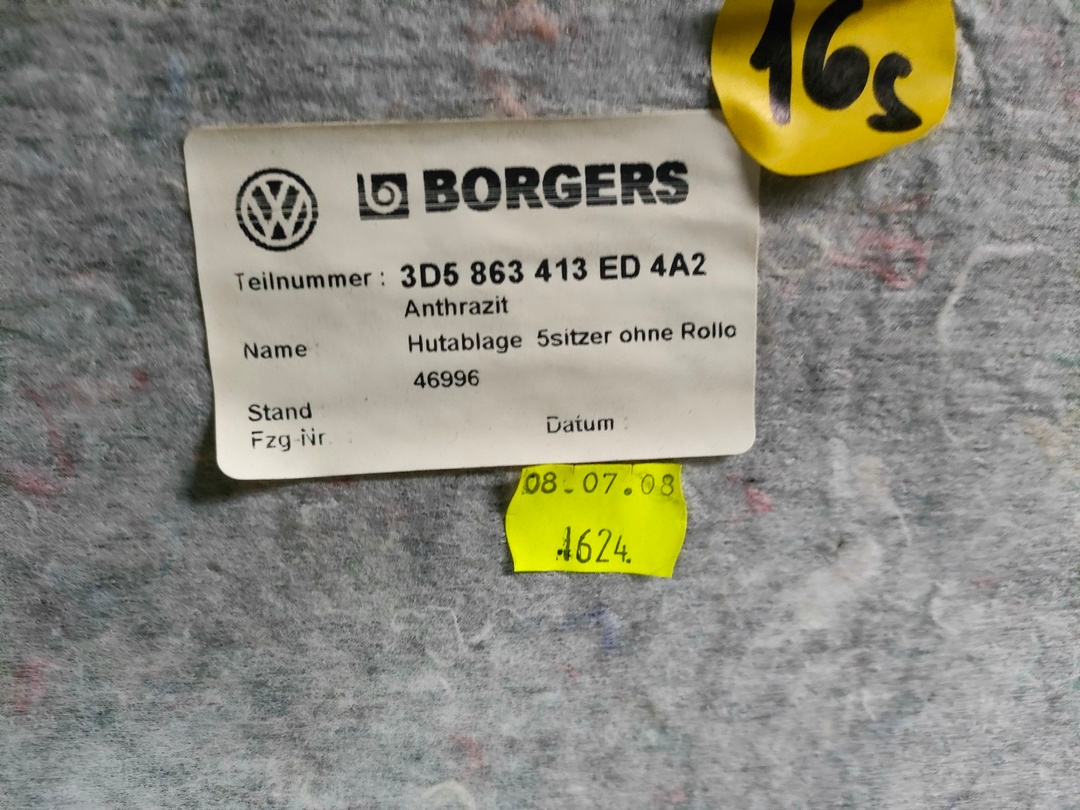 16s
BORGERS
Teilnummer : 3D5 863 413 ED 4A2
Anthrazit
Name Hutablage 5sitzer ohne Rollo
46996
Stand
Fzg-Nr. Datum :
08.07.08
1624.